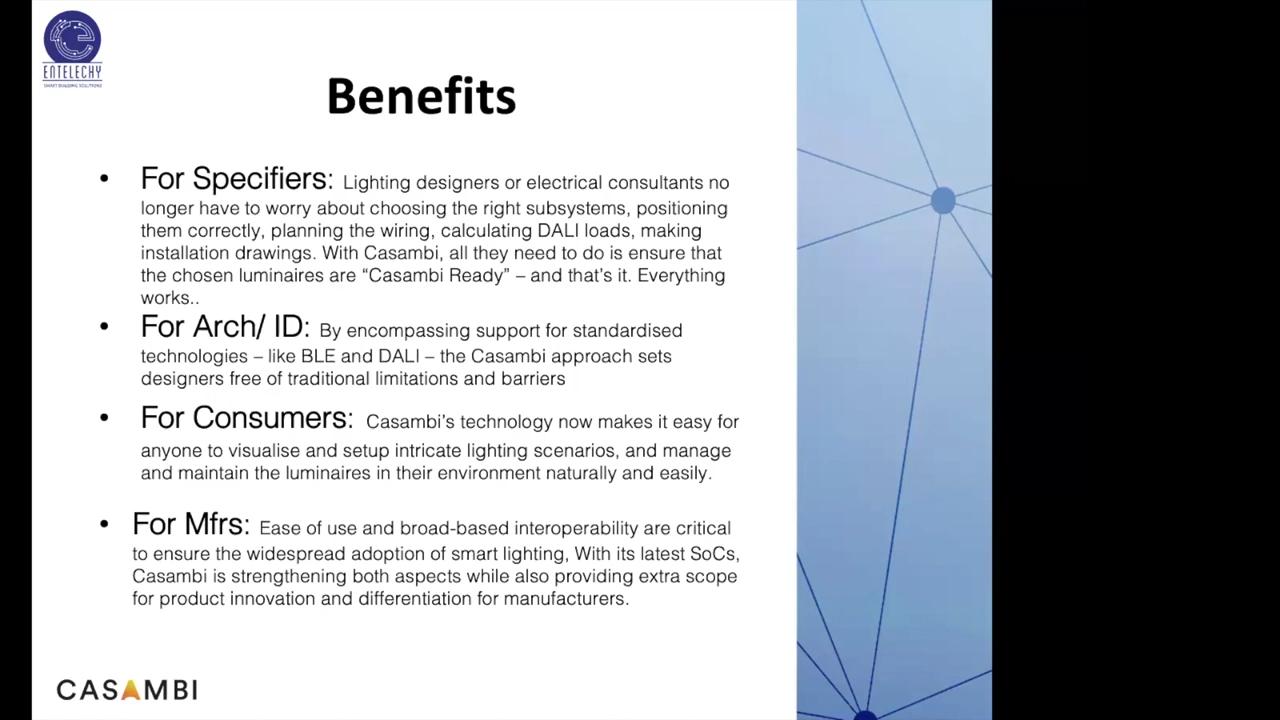 ENTELECHY
SMART BUILDING SOLUTIONS
Benefits
• For Specifiers: Lighting designers or electrical consultants no
longer have to worry about choosing the right subsystems, positioning
them correctly, planning the wiring, calculating DALI loads, making
installation drawings. With Casambi, all they need to do is ensure that
the chosen luminaires are “Casambi Ready” – and that’s it. Everything
works..
• For Arch/ ID: By encompassing support for standardised
technologies – like BLE and DALI – the Casambi approach sets
designers free of traditional limitations and barriers
• For Consumers: Casambi’s technology now makes it easy for
anyone to visualise and setup intricate lighting scenarios, and manage
and maintain the luminaires in their environment naturally and easily.
• For Mfrs: Ease of use and broad-based interoperability are critical
to ensure the widespread adoption of smart lighting, With its latest SoCs,
Casambi is strengthening both aspects while also providing extra scope
for product innovation and differentiation for manufacturers.
CASAMBI